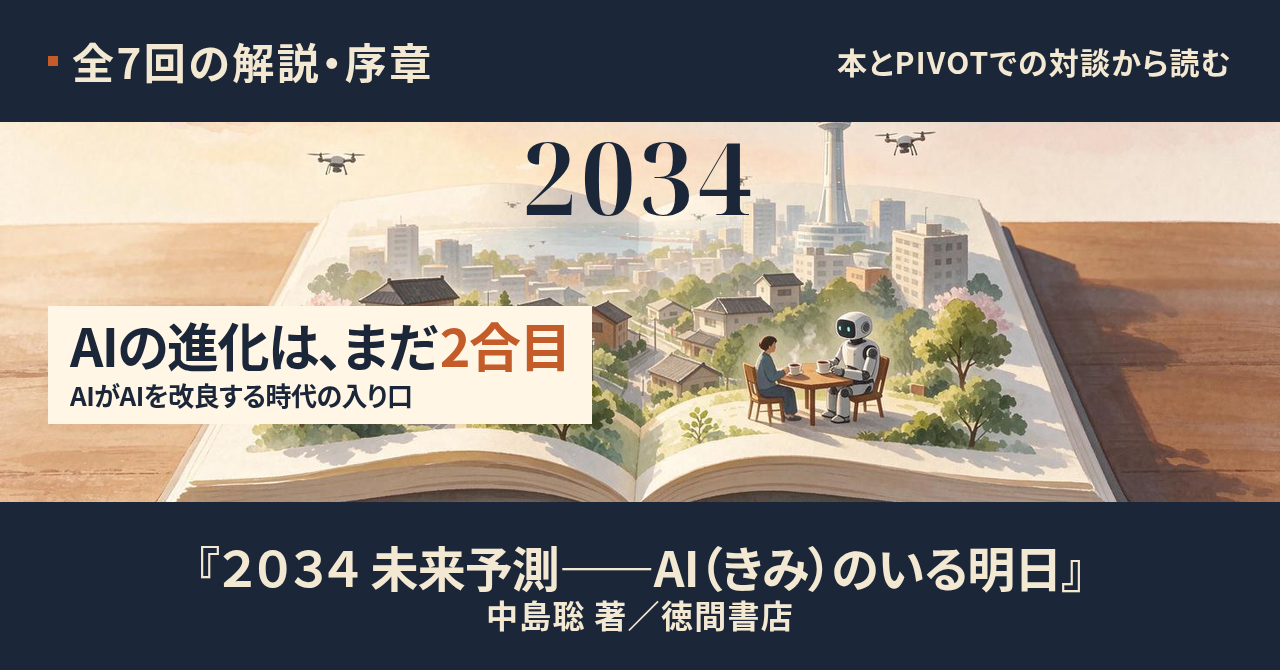 全7回の解説・序章
本とPIVOTでの対談から読む
2034
AIの進化は、まだ2合目
AIがAIを改良する時代の入り口
『２０３４ 未来予測――AI（きみ）のいる明日』
中島聡 著／徳間書店